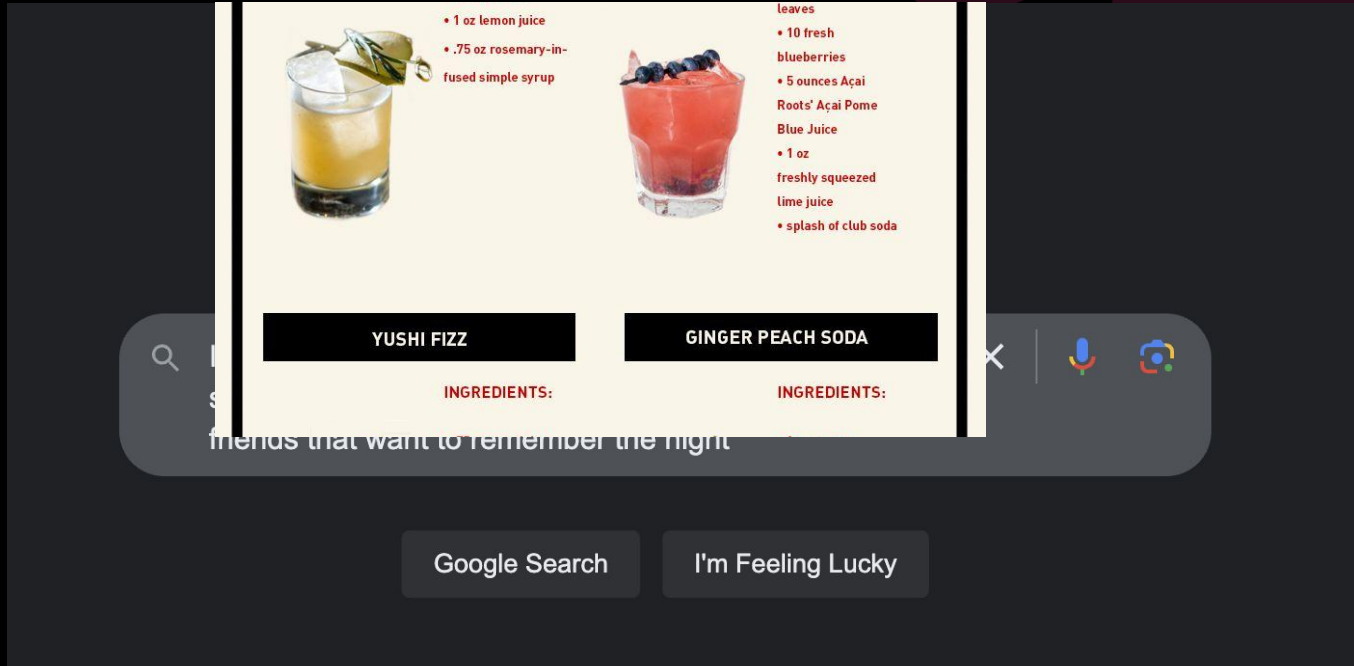 • 1 oz lemon juice
• .75 oz rosemary-in-
fused simple syrup
leaves
• 10 fresh
blueberries
• 5 ounces Açai
Roots' Açai Pome
Blue Juice
• 1 oz
freshly squeezed
lime juice
• splash of club soda
YUSHI FIZZ
GINGER PEACH SODA
INGREDIENTS:
INGREDIENTS:
friends that want to remember the night
Google Search
I'm Feeling Lucky